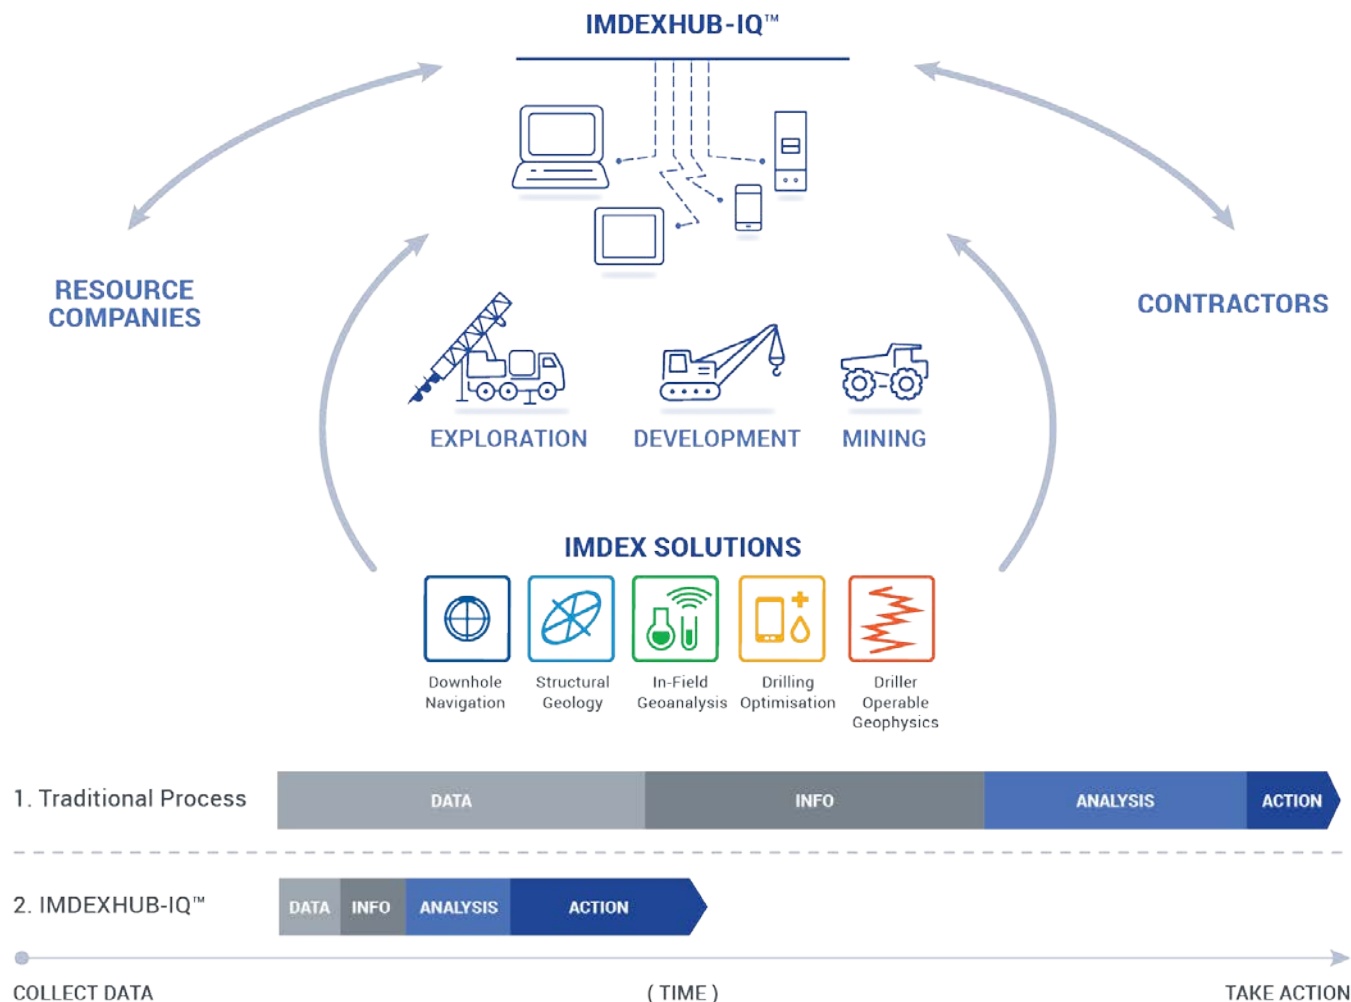 IMDEXHUB-IQ™
RESOURCE
COMPANIES
CONTRACTORS
EXPLORATION
DEVELOPMENT
MINING
IMDEX SOLUTIONS
Downhole
Navigation
Structural
Geology
In-Field
Geoanalysis
Drilling
Optimisation
Driller
Operable
Geophysics
1. Traditional Process
DATA
INFO
ANALYSIS
ACTION
2. IMDEXHUB-IQ™
DATA
INFO
ANALYSIS
ACTION
COLLECT DATA
( TIME )
TAKE ACTION